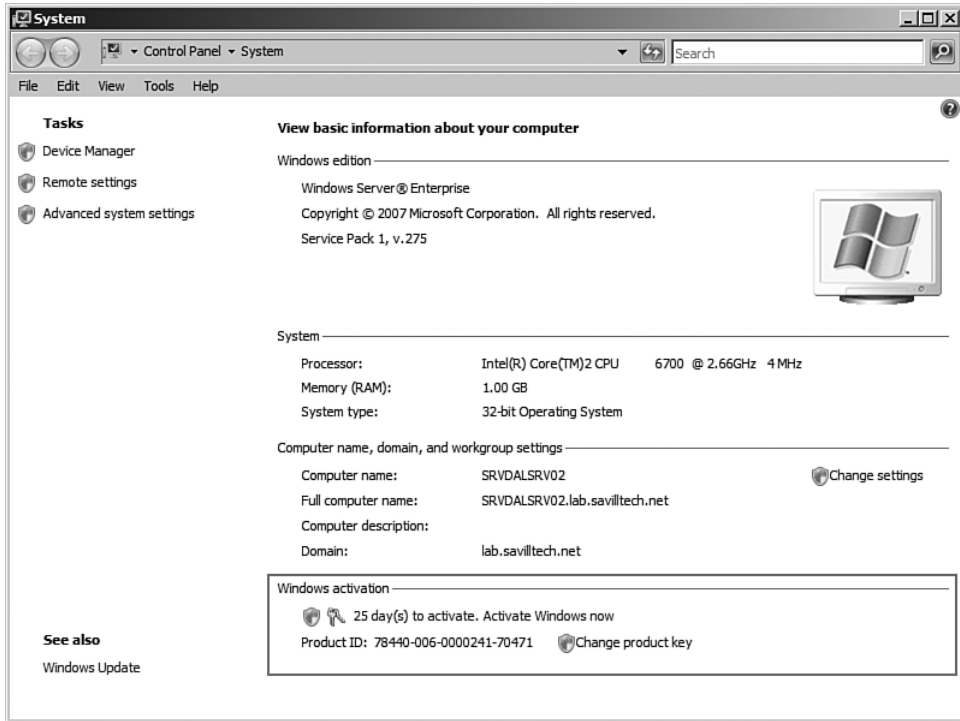 System
Control Panel System
Search
File Edit View Tools Help
Tasks
Device Manager
Remote settings
Advanced system settings
See also
Windows Update
View basic information about your computer
Windows edition
Windows Server® Enterprise
Copyright © 2007 Microsoft Corporation. All rights reserved.
Service Pack 1, v.275
System
Processor: Intel(R) Core(TM)2 CPU 6700 @ 2.66GHz 4 MHz
Memory (RAM): 1.00 GB
System type: 32-bit Operating System
Computer name, domain, and workgroup settings
Computer name: SRVDALSRV02 Change settings
Full computer name: SRVDALSRV02.lab.savilltech.net
Computer description:
Domain: lab.savilltech.net
Windows activation
25 day(s) to activate. Activate Windows now
Product ID: 78440-006-0000241-70471 Change product key